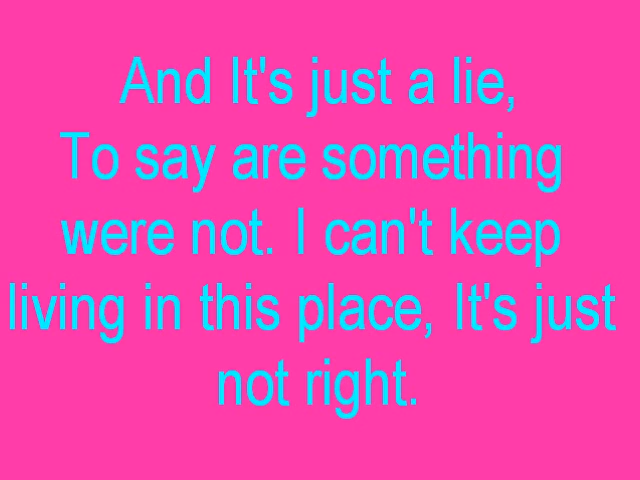 And It's just a lie,
To say are something
were not. I can't keep
living in this place, It's just
not right.